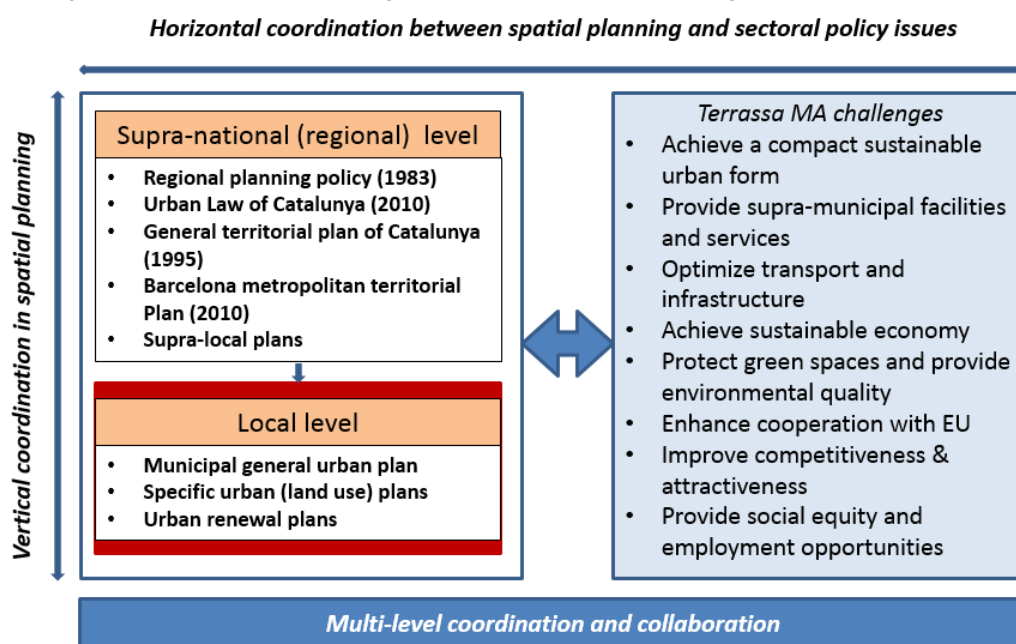 Horizontal coordination between spatial planning and sectoral policy issues
Vertical coordination in spatial planning
Supra-national (regional) level
• Regional planning policy (1983)
• Urban Law of Catalunya (2010)
• General territorial plan of Catalunya
(1995)
• Barcelona metropolitan territorial
Plan (2010)
• Supra-local plans
Local level
• Municipal general urban plan
• Specific urban (land use) plans
• Urban renewal plans
Terrassa MA challenges
• Achieve a compact sustainable
urban form
• Provide supra-municipal facilities
and services
• Optimize transport and
infrastructure
• Achieve sustainable economy
• Protect green spaces and provide
environmental quality
• Enhance cooperation with EU
• Improve competitiveness &
attractiveness
• Provide social equity and
employment opportunities
Multi-level coordination and collaboration